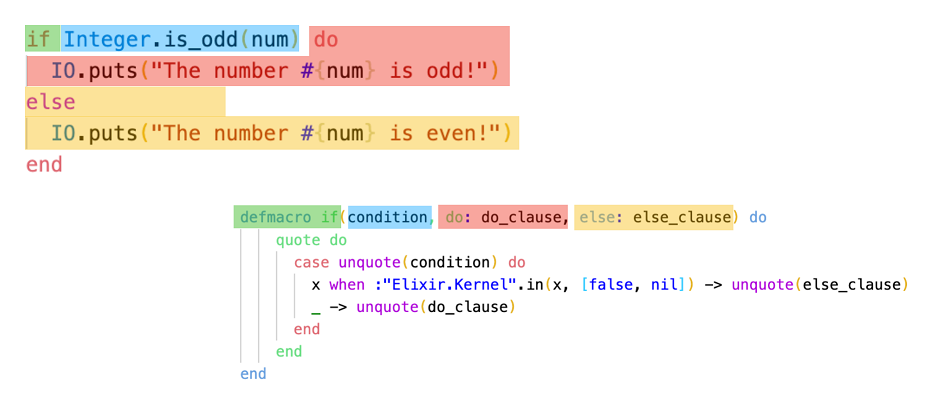 if Integer.is_odd(num) do
  IO.puts("The number #{num} is odd!")
else
  IO.puts("The number #{num} is even!")
end
defmacro if(condition, do: do_clause, else: else_clause) do
    quote do
      case unquote(condition) do
        x when :"Elixir.Kernel".in(x, [false, nil]) -> unquote(else_clause)
        _ -> unquote(do_clause)
      end
    end
end